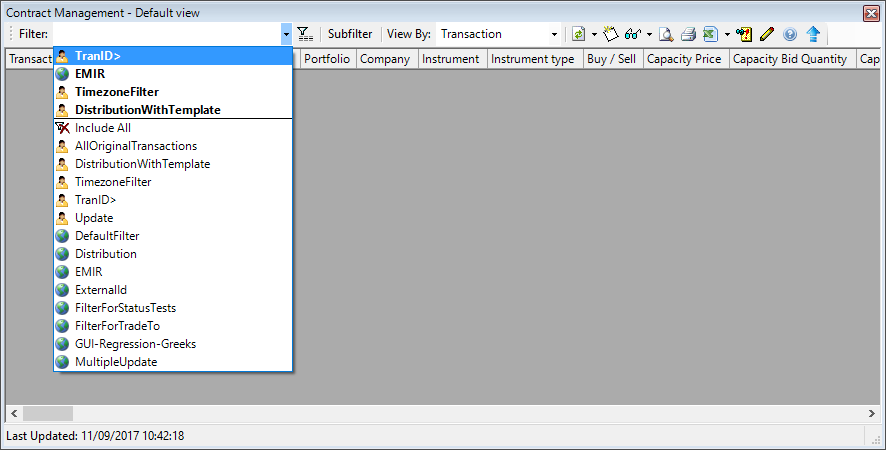 Contract Management - Default view
Filter: Subfilter View By: Transaction
Transact Portfolio Company Instrument Instrument type Buy / Sell Capacity Price Capacity Bid Quantity Cap
TranID>
EMIR
TimezoneFilter
DistributionWithTemplate
Include All
AllOriginalTransactions
DistributionWithTemplate
TimezoneFilter
TranID>
Update
DefaultFilter
Distribution
EMIR
ExternalId
FilterForStatusTests
FilterForTradeTo
GUI-Regression-Greeks
MultipleUpdate
Last Updated: 11/09/2017 10:42:18